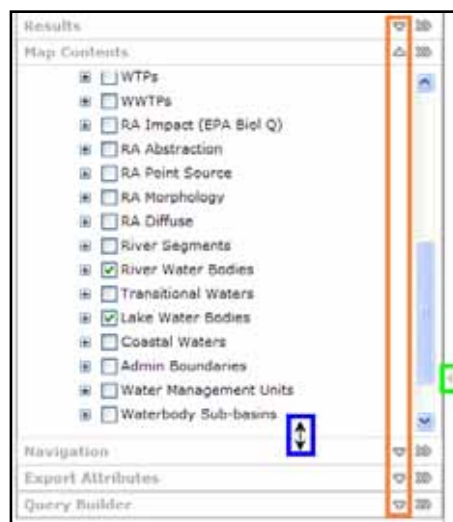 Results
Map Contents
WTPs
WWTPs
RA Impact (EPA Biol Q)
RA Abstraction
RA Point Source
RA Morphology
RA Diffuse
River Segments
River Water Bodies
Transitional Waters
Lake Water Bodies
Coastal Waters
Admin Boundaries
Water Management Units
Waterbody Sub-basins
Navigation
Export Attributes
Query Builder